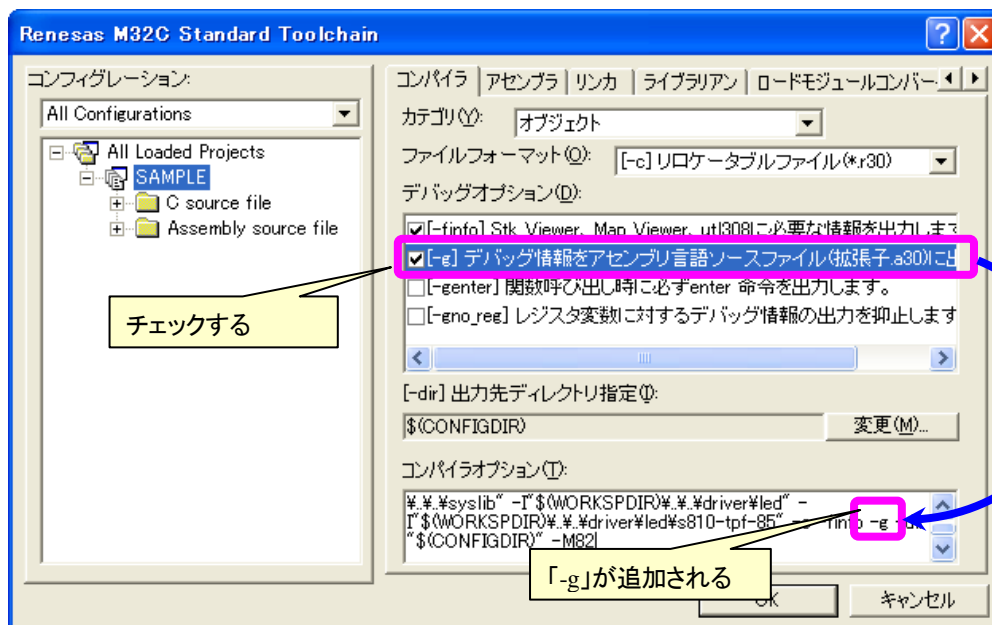 Renesas M32C Standard Toolchain
コンフィグレーション:
All Configurations
All Loaded Projects
SAMPLE
C source file
Assembly source file
コンパイラ アセンブラ リンカ ライブラリアン ロードモジュールコンバー
カテゴリ(Y): オブジェクト
ファイルフォーマット(O): [-c] リロケータブルファイル(*.r30)
デバッグオプション(D):
[-finfo] Stk Viewer、Map Viewer、utl308に必要な情報を出力しま
[-g] デバッグ情報をアセンブリ言語ソースファイル(拡張子.a30)に出
[-genter] 関数呼び出し時に必ずenter 命令を出力します。
[-gno_reg] レジスタ変数に対するデバッグ情報の出力を抑止します
チェックする
[-dir] 出力先ディレクトリ指定(I):
$(CONFIGDIR) 変更(M)...
コンパイラオプション(T):
¥.¥.¥syslib" -I"$(WORKSPDIR)¥.¥.¥driver¥led" -
I"$(WORKSPDIR)¥.¥.¥driver¥led¥s810-tpf-85" -g
"$(CONFIGDIR)" -M82
「-g」が追加される
OK キャンセル